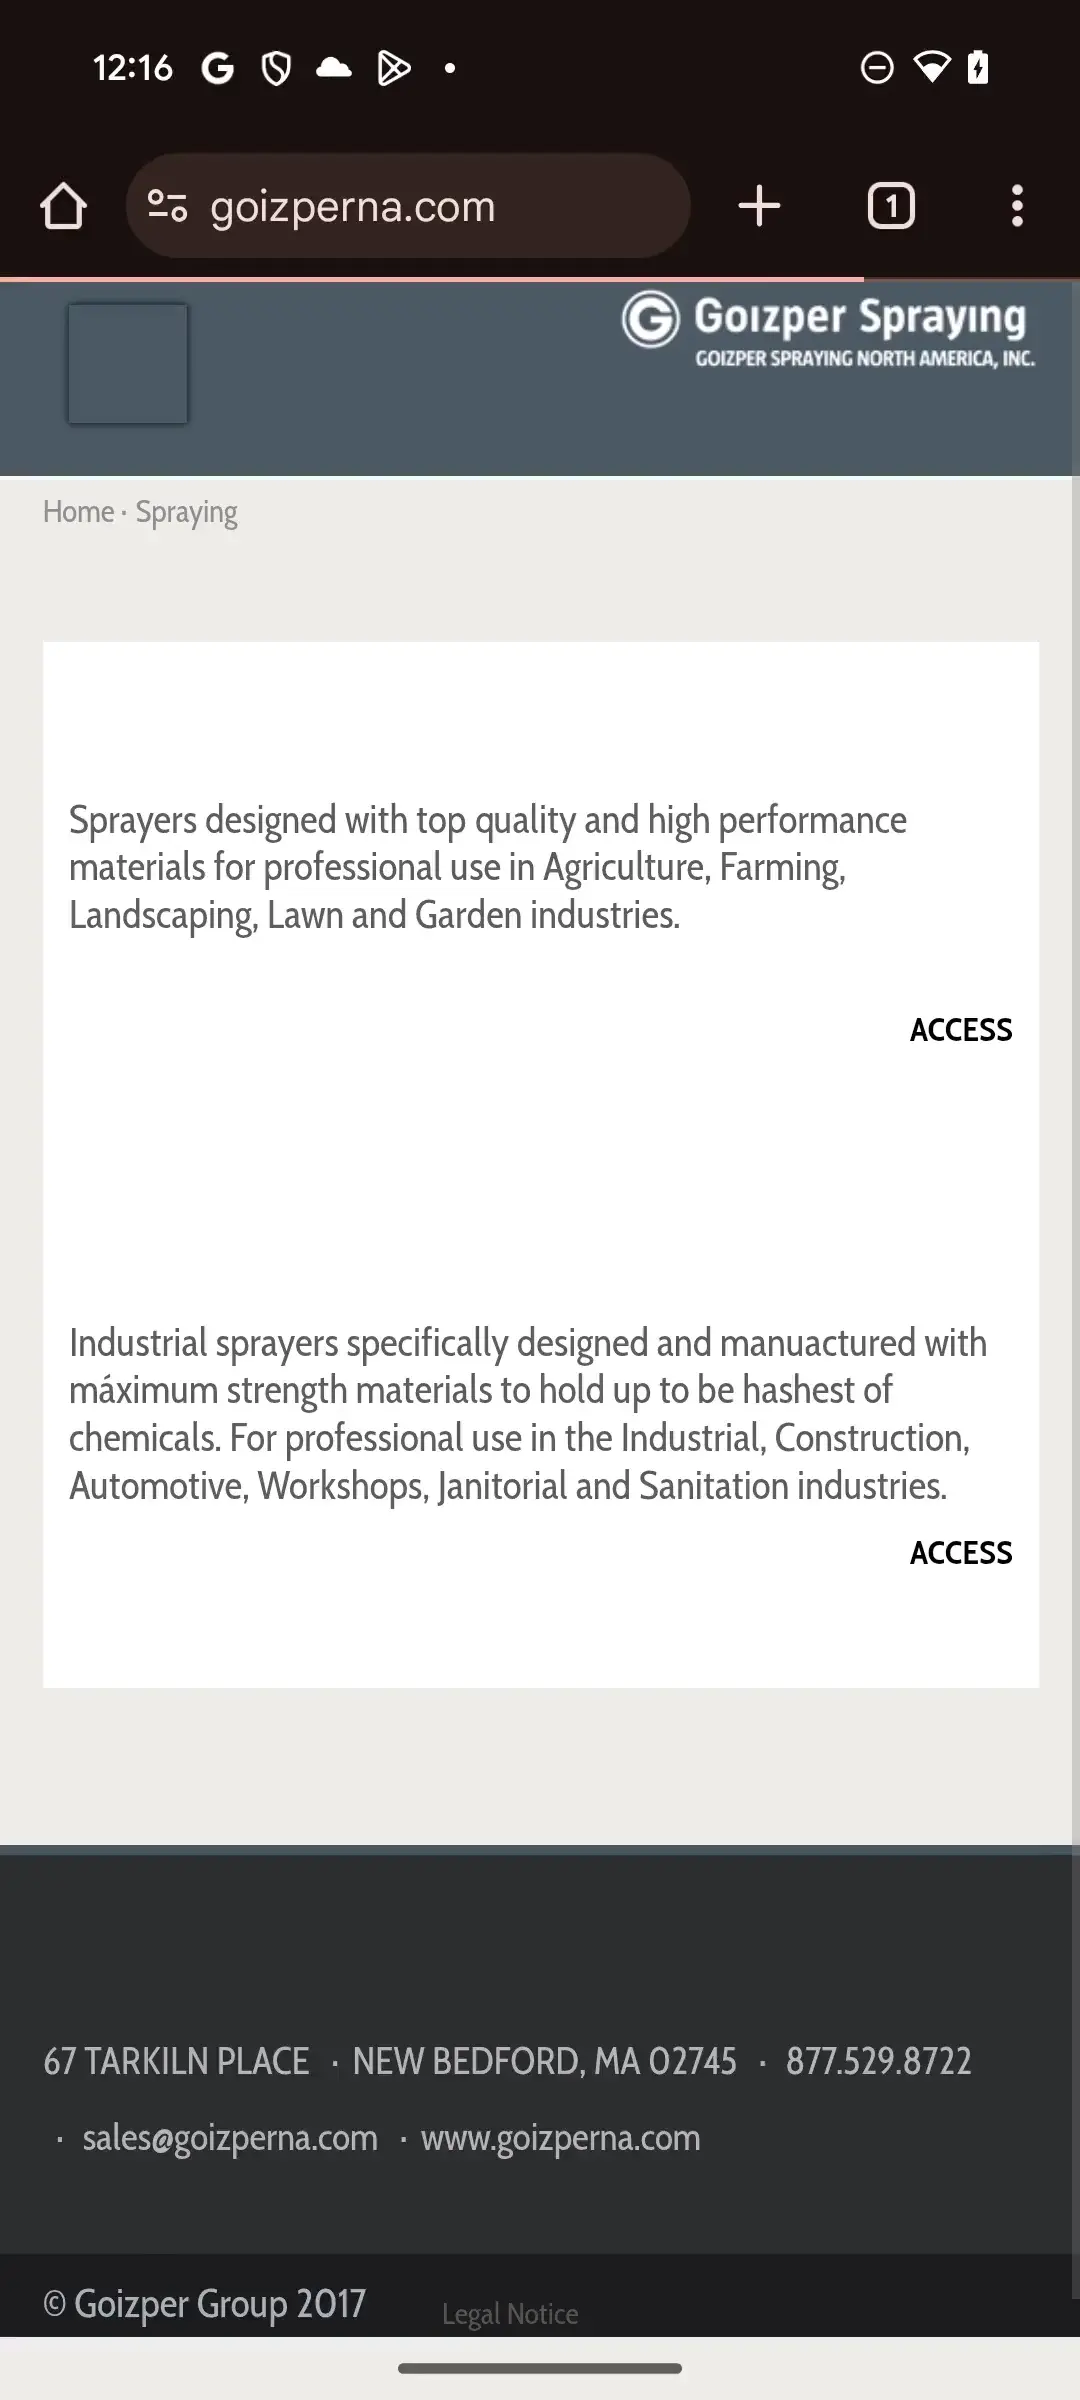 12:16
goizperna.com
1
Goizper Spraying
GOIZPER SPRAYING NORTH AMERICA, INC.
Home · Spraying
Sprayers designed with top quality and high performance
materials for professional use in Agriculture, Farming,
Landscaping, Lawn and Garden industries.
ACCESS
Industrial sprayers specifically designed and manuactured with
máximum strength materials to hold up to be hashest of
chemicals. For professional use in the Industrial, Construction,
Automotive, Workshops, Janitorial and Sanitation industries.
ACCESS
67 TARKILN PLACE · NEW BEDFORD, MA 02745 · 877.529.8722
· sales@goizperna.com · www.goizperna.com
© Goizper Group 2017 Legal Notice